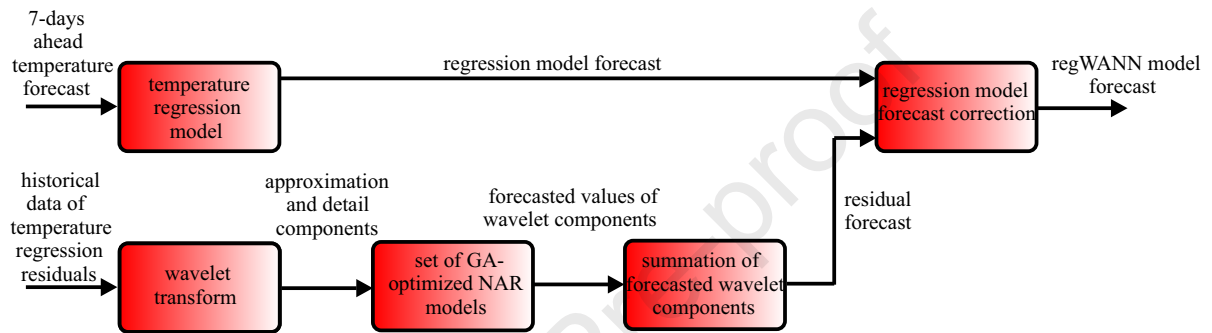 7-days
ahead
temperature
forecast
temperature
regression
model
regression model forecast
regression model
forecast correction
regWANN model
forecast
historical
data of
temperature
regression
residuals
wavelet
transform
approximation
and detail
components
set of GA-
optimized NAR
models
forecasted values of
wavelet components
summation of
forecasted wavelet
components
residual
forecast
Pre-proof